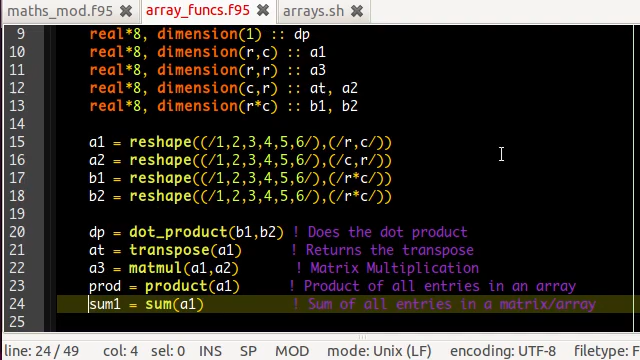 maths_mod.f95 array_funcs.f95 arrays.sh
9 real*8, dimension(1) :: dp
10 real*8, dimension(r,c) :: a1
11 real*8, dimension(r,r) :: a3
12 real*8, dimension(c,r) :: at, a2
13 real*8, dimension(r*c) :: b1, b2
14
15 a1 = reshape((/1,2,3,4,5,6/),(/r,c/))
16 a2 = reshape((/1,2,3,4,5,6/),(/c,r/))
17 b1 = reshape((/1,2,3,4,5,6/),(/r*c/))
18 b2 = reshape((/1,2,3,4,5,6/),(/r*c/))
19
20 dp = dot_product(b1,b2) ! Does the dot product
21 at = transpose(a1) ! Returns the transpose
22 a3 = matmul(a1,a2) ! Matrix Multiplication
23 prod = product(a1) ! Product of all entries in an array
24 sum1 = sum(a1) ! Sum of all entries in a matrix/array
25
line: 24 / 49 col: 4 sel: 0 INS SP MOD mode: Unix (LF) encoding: UTF-8 filetype: F